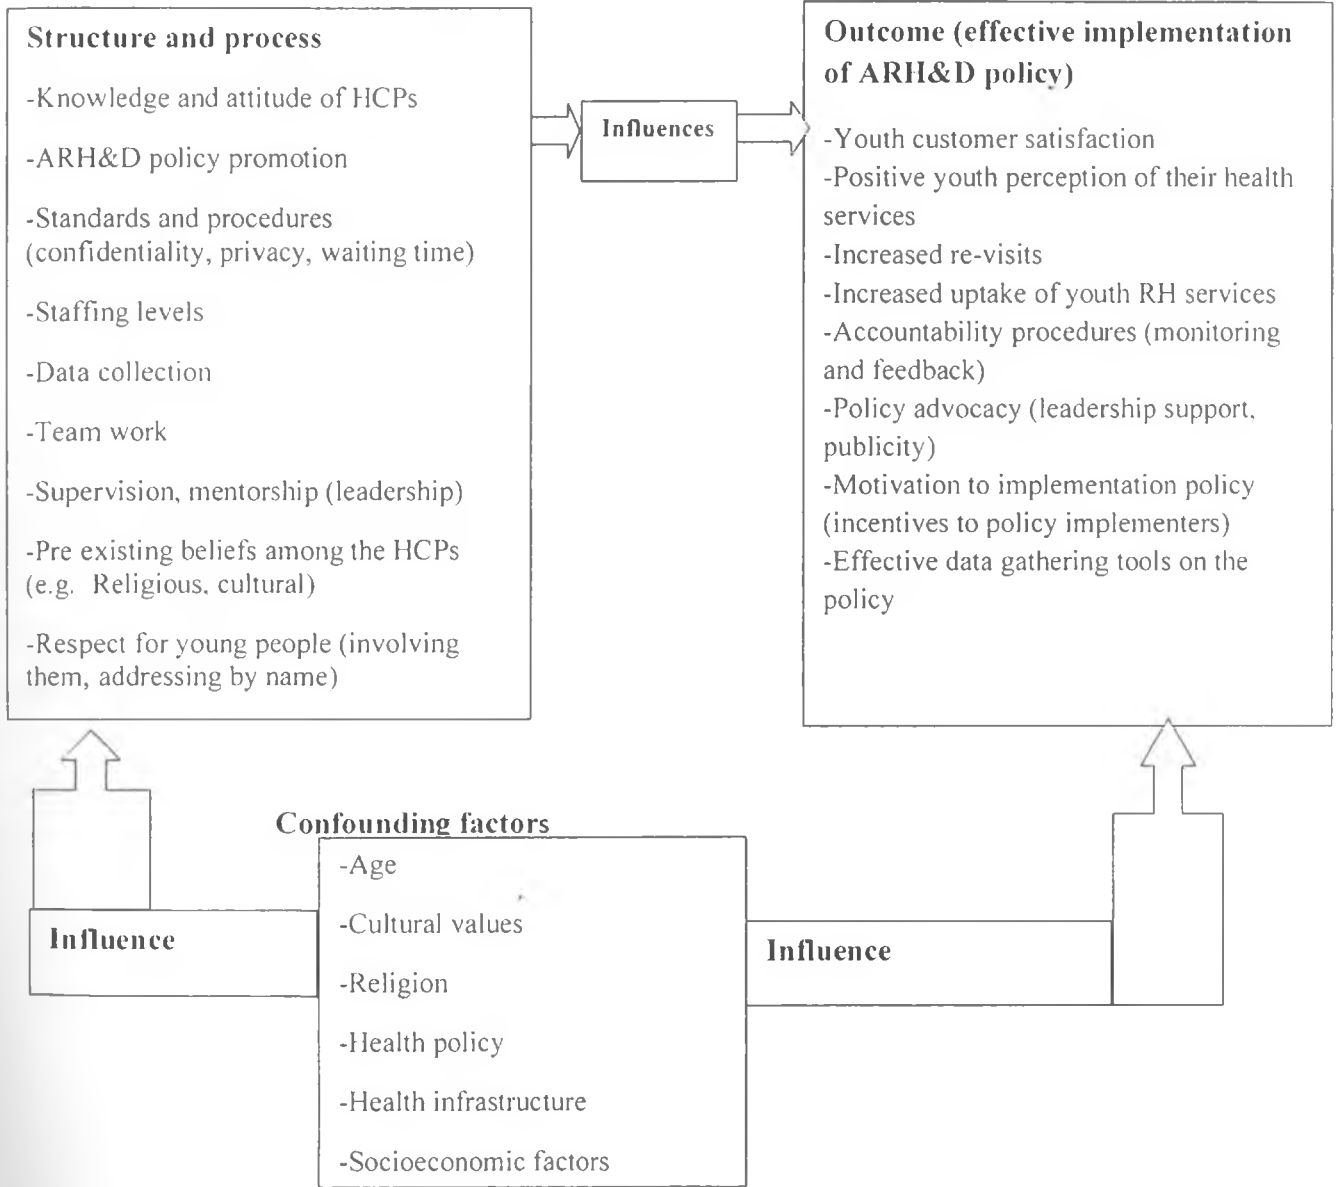 Structure and process
-Knowledge and attitude of HCPs
-ARH&D policy promotion
-Standards and procedures
(confidentiality, privacy, waiting time)
-Staffing levels
-Data collection
-Team work
-Supervision, mentorship (leadership)
-Pre existing beliefs among the HCPs
(e.g. Religious, cultural)
-Respect for young people (involving
them, addressing by name)
Influences
Outcome (effective implementation
of ARH&D policy)
-Youth customer satisfaction
-Positive youth perception of their health
services
-Increased re-visits
-Increased uptake of youth RH services
-Accountability procedures (monitoring
and feedback)
-Policy advocacy (leadership support,
publicity)
-Motivation to implementation policy
(incentives to policy implementers)
-Effective data gathering tools on the
policy
Confounding factors
-Age
-Cultural values
-Religion
-Health policy
-Health infrastructure
-Socioeconomic factors
Influence
Influence